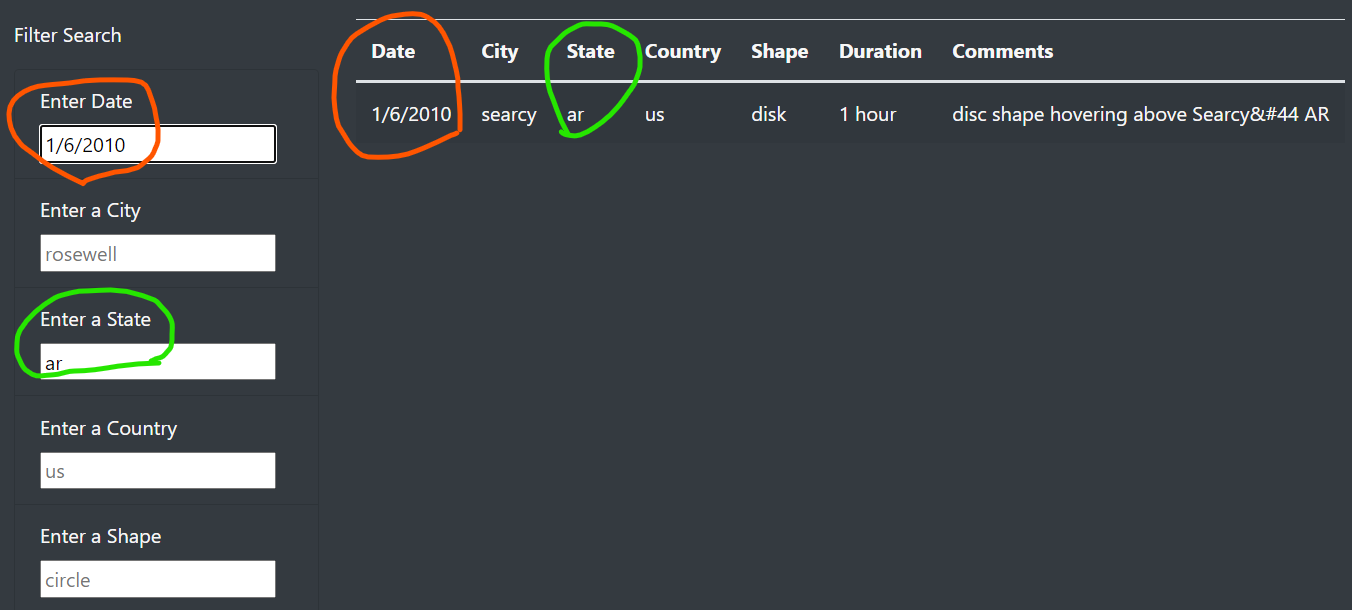 Filter Search
Enter Date
1/6/2010
Enter a City
rosewell
Enter a State
ar
Enter a Country
us
Enter a Shape
circle
Date City State Country Shape Duration Comments
1/6/2010 searcy ar us disk 1 hour disc shape hovering above Searcy&#44 AR